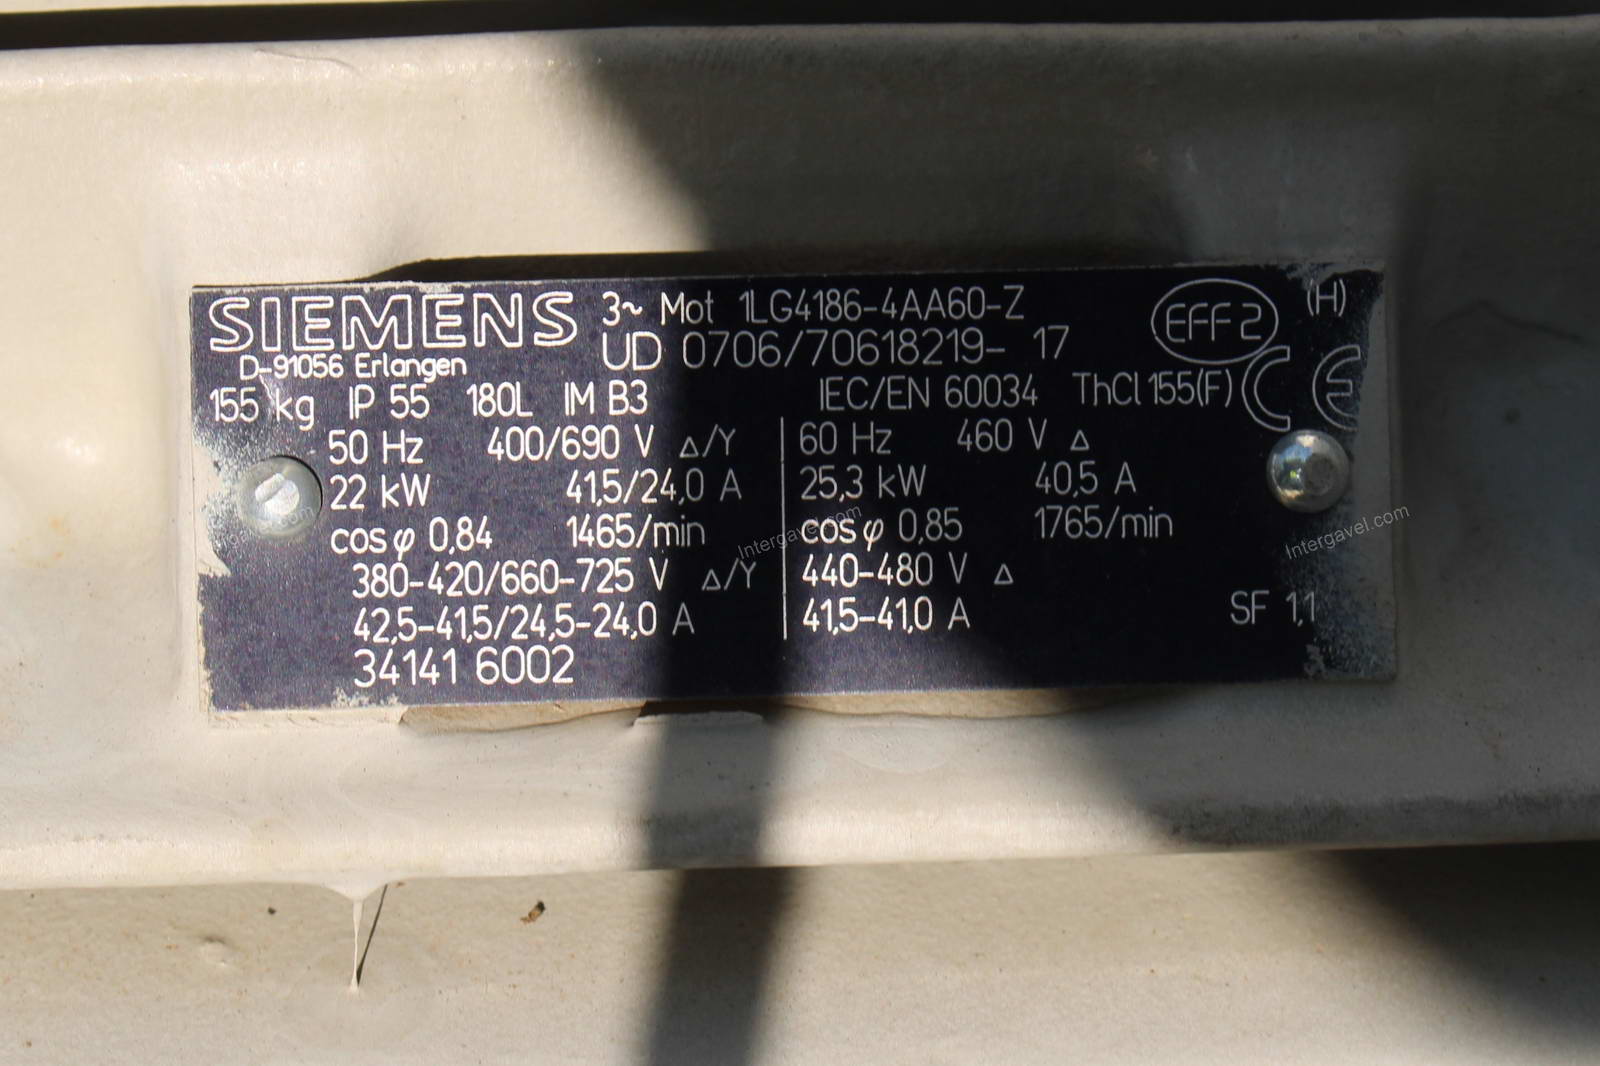 SIEMENS 3~ Mot 1LG4186-4AA60-Z EFF 2 (H)
D-91056 Erlangen UD 0706/70618219- 17
155 kg IP 55 180L IM B3 IEC/EN 60034 ThCl 155(F) CE
50 Hz 400/690 V △/Y 60 Hz 460 V △
22 kW 41,5/24,0 A 25,3 kW 40,5 A
cos φ 0,84 1465/min cos φ 0,85 1765/min
380-420/660-725 V △/Y 440-480 V △
42,5-41,5/24,5-24,0 A 41,5-41,0 A SF 1,1
34141 6002
Intergavel.com
Intergavel.com